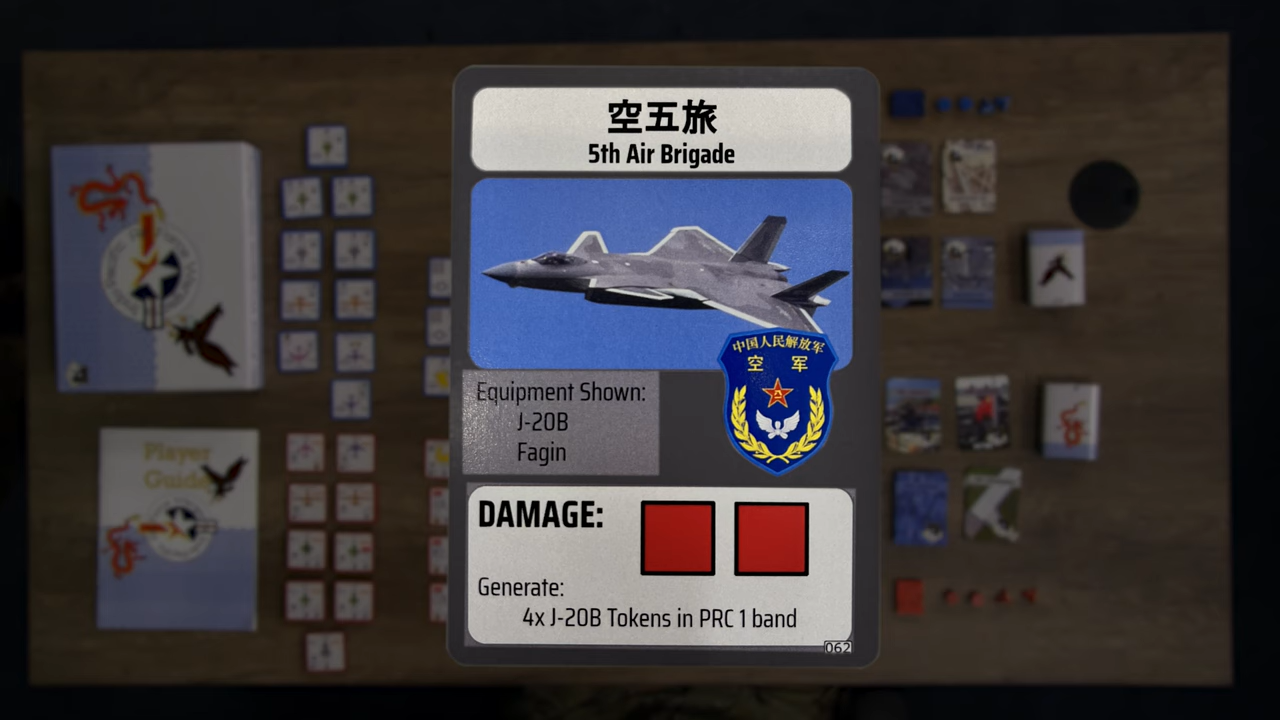 空五旅
5th Air Brigade
中国人民解放军
空 军
Equipment Shown:
J-20B
Fagin
DAMAGE:
Generate:
4x J-20B Tokens in PRC 1 band
062
Player
Guide